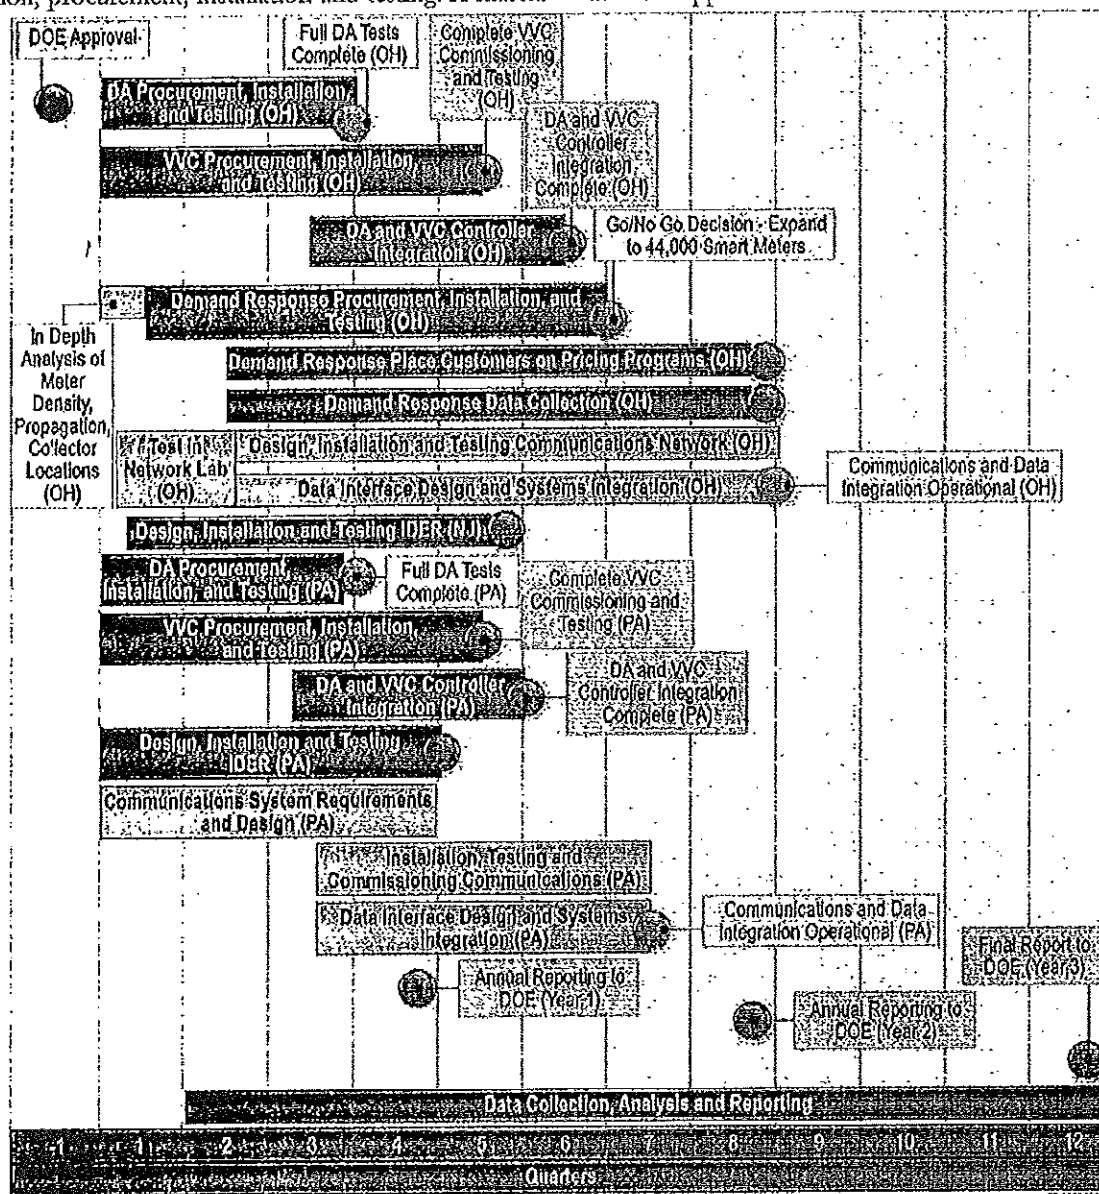 procurement, installation and testing.
DOE Approval
Full DA Tests
Complete (OH)
Complete VVC
Commissioning
and Testing
(OH)
DA Procurement, Installation,
and Testing (OH)
DA and VVC
Controller
Integration
Complete (OH)
VVC Procurement, Installation
and Testing (OH)
DA and VVC Controller
Integration (OH)
Go/No Go Decision - Expand
to 44,000 Smart Meters
Demand Response Procurement, Installation, and
Testing (OH)
In Depth
Analysis of
Meter
Density,
Propagation,
Collector
Locations
(OH)
Demand Response Place Customers on Pricing Programs (OH)
Demand Response Data Collection (OH)
Test in
Network Lab
(OH)
Design, Installation and Testing Communications Network (OH)
Data Interface Design and Systems Integration (OH)
Communications and Data
Integration Operational (OH)
Design, Installation and Testing IDER (NJ)
DA Procurement
Installation, and Testing (PA)
Full DA Tests
Complete (PA)
Complete VVC
Commissioning and
Testing (PA)
VVC Procurement, Installation,
and Testing (PA)
DA and VVC Controller
Integration (PA)
DA and VVC
Controller Integration
Complete (PA)
Design, Installation and Testing
IDER (PA)
Communications System Requirements
and Design (PA)
Installation, Testing and
Commissioning Communications (PA)
Data Interface Design and Systems
Integration (PA)
Communications and Data
Integration Operational (PA)
Final Report to
DOE (Year 3)
Annual Reporting to
DOE (Year 1)
Annual Reporting to
DOE (Year 2)
Data Collection, Analysis and Reporting
-1 1 2 3 4 5 6 7 8 9 10 11 12
Quarters